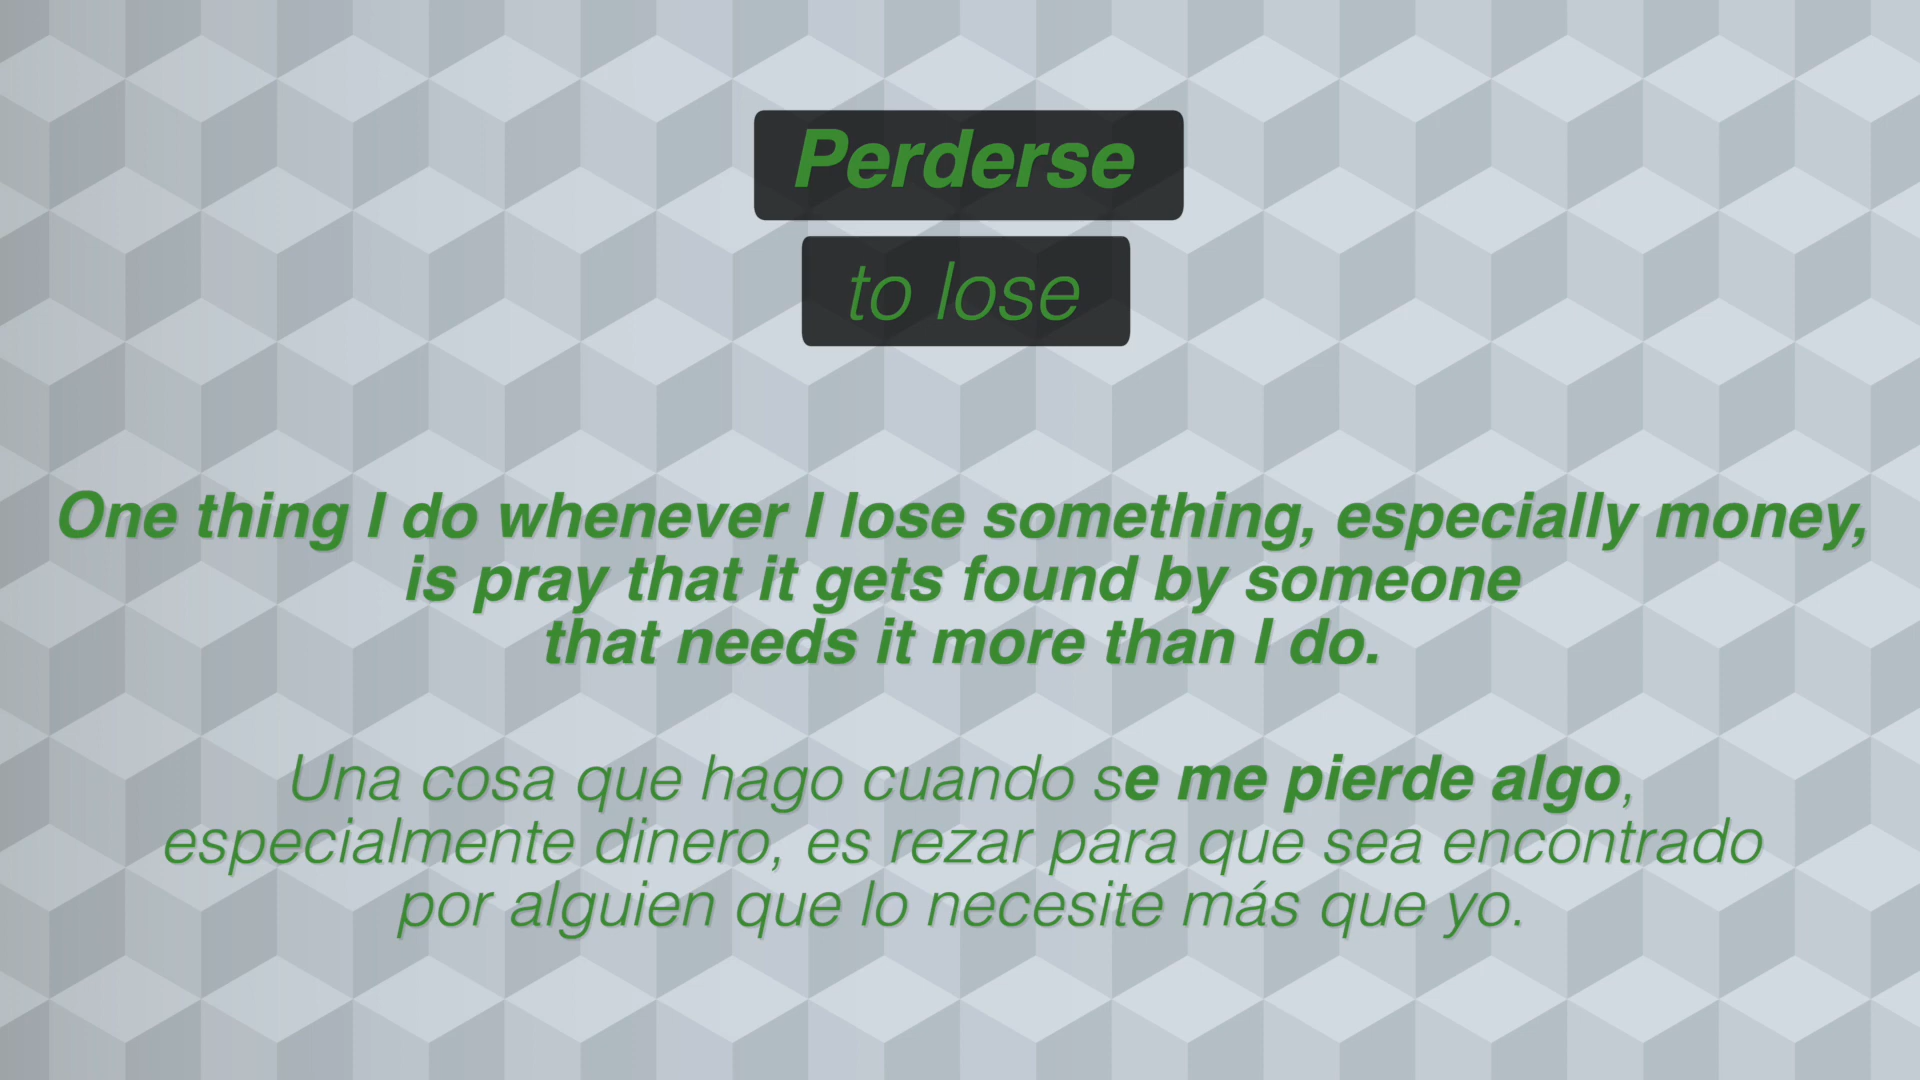 Perderse
to lose
One thing I do whenever I lose something, especially money,
is pray that it gets found by someone
that needs it more than I do.
Una cosa que hago cuando se me pierde algo,
especialmente dinero, es rezar para que sea encontrado
por alguien que lo necesite más que yo.